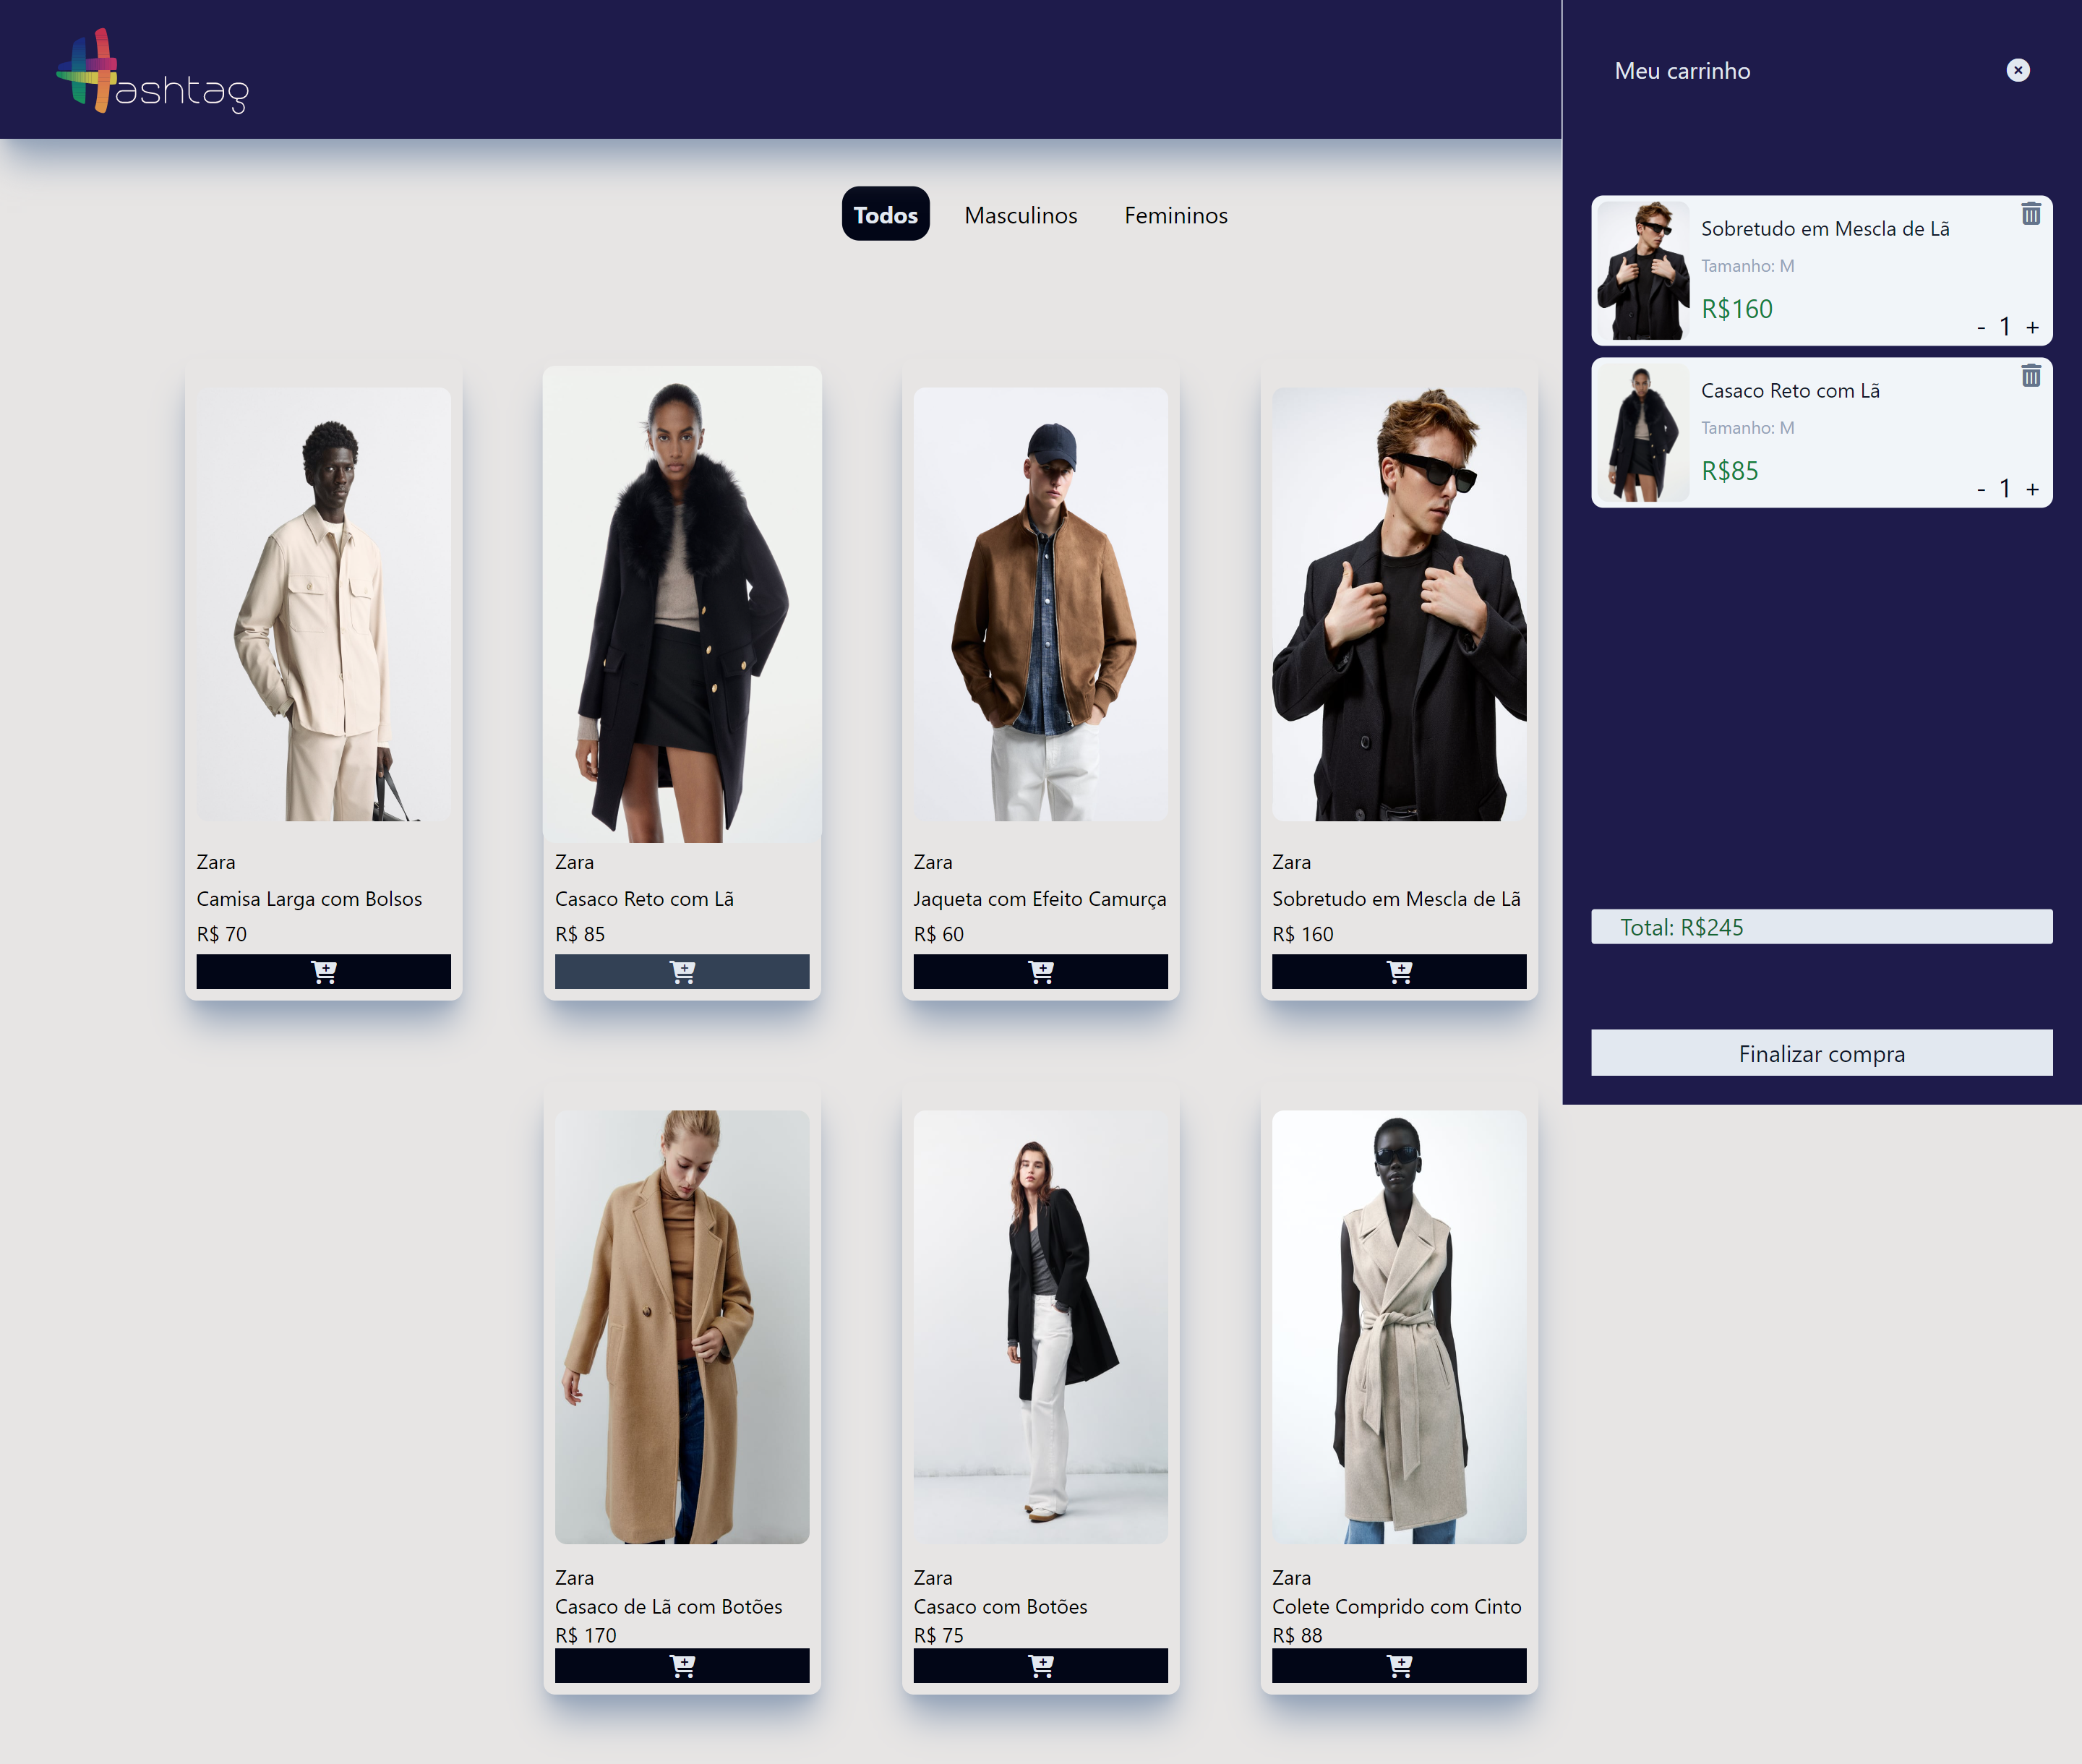 Hashtag
Meu carrinho
Todos
Masculinos
Femininos
Sobretudo em Mescla de Lã
Tamanho: M
R$160
- 1 +
Casaco Reto com Lã
Tamanho: M
R$85
- 1 +
Total: R$245
Finalizar compra
Zara
Camisa Larga com Bolsos
R$ 70
Zara
Casaco Reto com Lã
R$ 85
Zara
Jaqueta com Efeito Camurça
R$ 60
Zara
Sobretudo em Mescla de Lã
R$ 160
Zara
Casaco de Lã com Botões
R$ 170
Zara
Casaco com Botões
R$ 75
Zara
Colete Comprido com Cinto
R$ 88